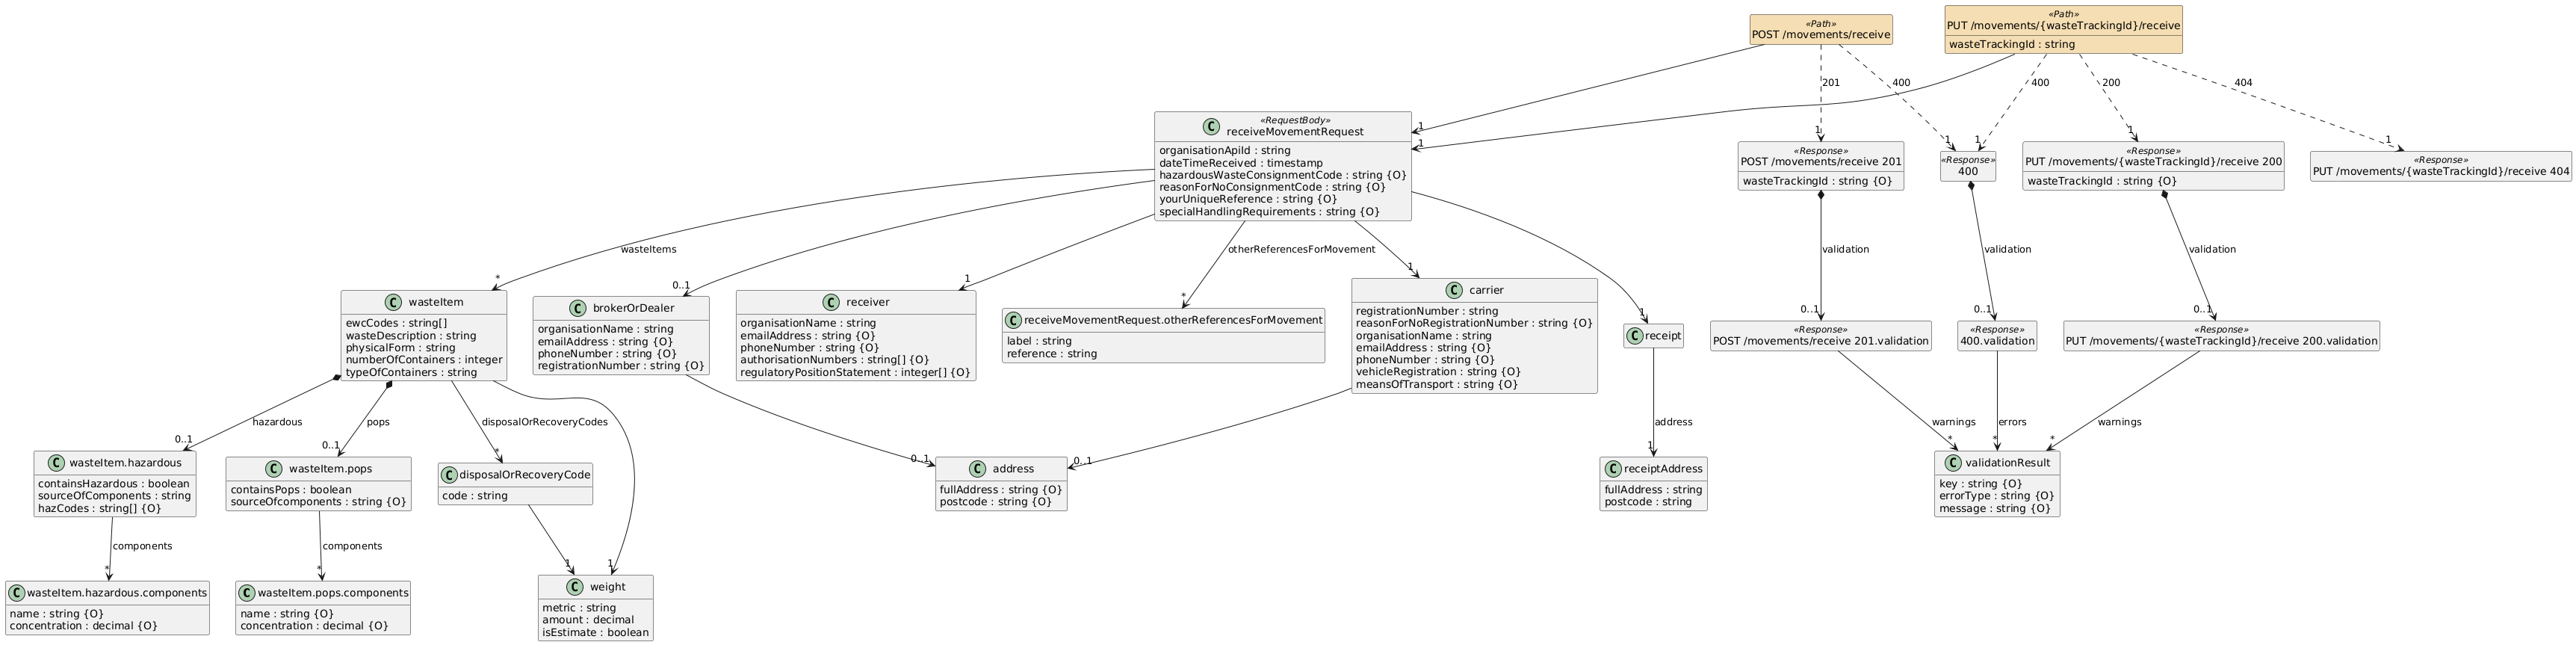 «Path»
POST /movements/receive
«Path»
PUT /movements/{wasteTrackingId}/receive
wasteTrackingId : string
201
400
400
200
404
1
1
1
1
1
1
1
«RequestBody»
C receiveMovementRequest
organisationApiId : string
dateTimeReceived : timestamp
hazardousWasteConsignmentCode : string {O}
reasonForNoConsignmentCode : string {O}
yourUniqueReference : string {O}
specialHandlingRequirements : string {O}
«Response»
POST /movements/receive 201
wasteTrackingId : string {O}
«Response»
400
«Response»
PUT /movements/{wasteTrackingId}/receive 200
wasteTrackingId : string {O}
«Response»
PUT /movements/{wasteTrackingId}/receive 404
wasteItems
otherReferencesForMovement
validation
validation
validation
*
0..1
1
*
1
1
0..1
0..1
0..1
C wasteItem
ewcCodes : string[]
wasteDescription : string
physicalForm : string
numberOfContainers : integer
typeOfContainers : string
C brokerOrDealer
organisationName : string
emailAddress : string {O}
phoneNumber : string {O}
registrationNumber : string {O}
C receiver
organisationName : string
emailAddress : string {O}
phoneNumber : string {O}
authorisationNumbers : string[] {O}
regulatoryPositionStatement : integer[] {O}
C receiveMovementRequest.otherReferencesForMovement
label : string
reference : string
C carrier
registrationNumber : string
reasonForNoRegistrationNumber : string {O}
organisationName : string
emailAddress : string {O}
phoneNumber : string {O}
vehicleRegistration : string {O}
meansOfTransport : string {O}
C receipt
«Response»
POST /movements/receive 201.validation
«Response»
400.validation
«Response»
PUT /movements/{wasteTrackingId}/receive 200.validation
hazardous
pops
disposalOrRecoveryCodes
address
warnings
errors
warnings
0..1
0..1
*
0..1
0..1
1
*
*
*
C wasteItem.hazardous
containsHazardous : boolean
sourceOfComponents : string
hazCodes : string[] {O}
C wasteItem.pops
containsPops : boolean
sourceOfcomponents : string {O}
C disposalOrRecoveryCode
code : string
C address
fullAddress : string {O}
postcode : string {O}
C receiptAddress
fullAddress : string
postcode : string
C validationResult
key : string {O}
errorType : string {O}
message : string {O}
components
components
*
*
1
1
C wasteItem.hazardous.components
name : string {O}
concentration : decimal {O}
C wasteItem.pops.components
name : string {O}
concentration : decimal {O}
C weight
metric : string
amount : decimal
isEstimate : boolean